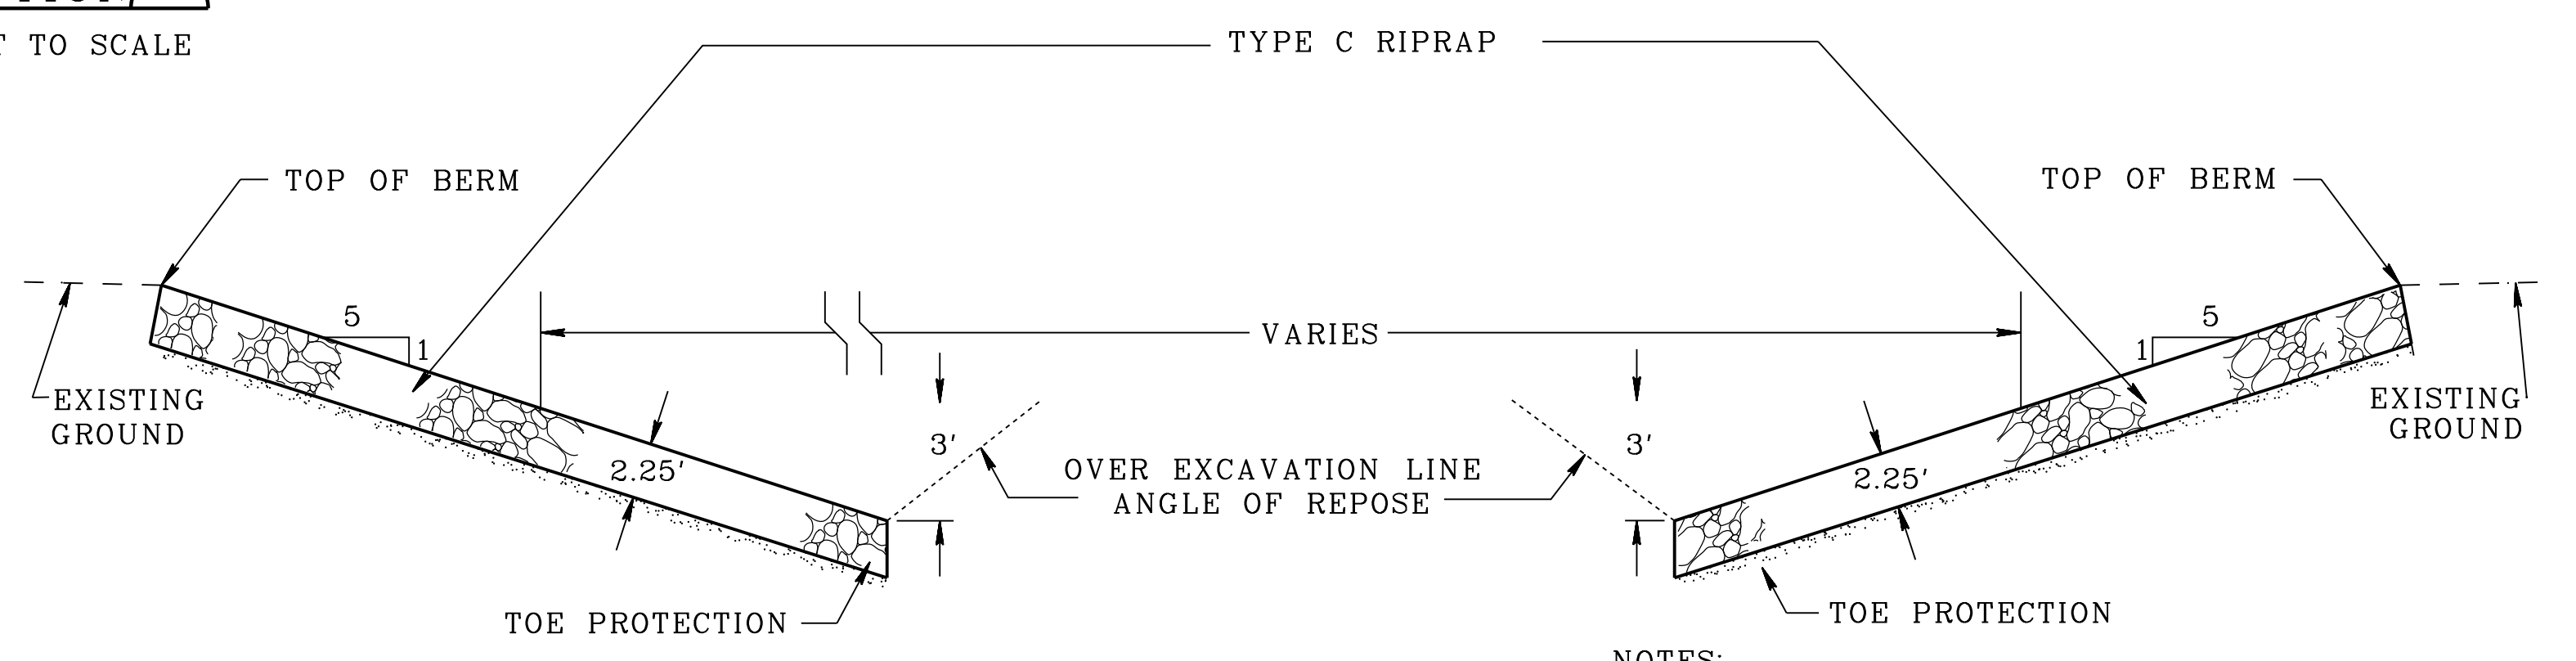 T TO SCALE
TYPE C RIPRAP
TOP OF BERM
TOP OF BERM
5
1
VARIES
5
1
EXISTING
GROUND
EXISTING
GROUND
3'
3'
2.25'
2.25'
OVER EXCAVATION LINE
ANGLE OF REPOSE
TOE PROTECTION
TOE PROTECTION
NOTES: